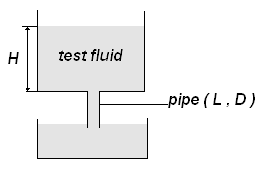 H
test fluid
pipe ( L , D )